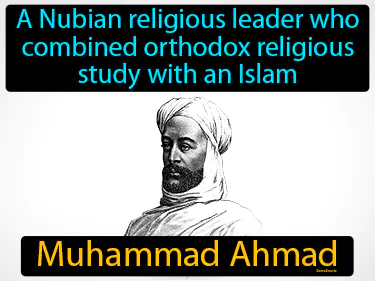 A Nubian religious leader who
combined orthodox religious
study with an Islam
Muhammad Ahmad